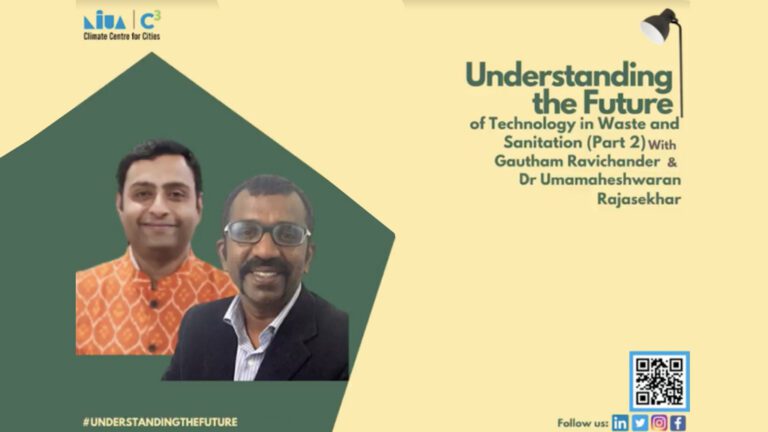 NIUA | C³
Climate Centre for Cities
Understanding
the Future
of Technology in Waste and
Sanitation (Part 2) With
Gautham Ravichander &
Dr Umamaheshwaran
Rajasekhar
#UNDERSTANDINGTHEFUTURE
Follow us: